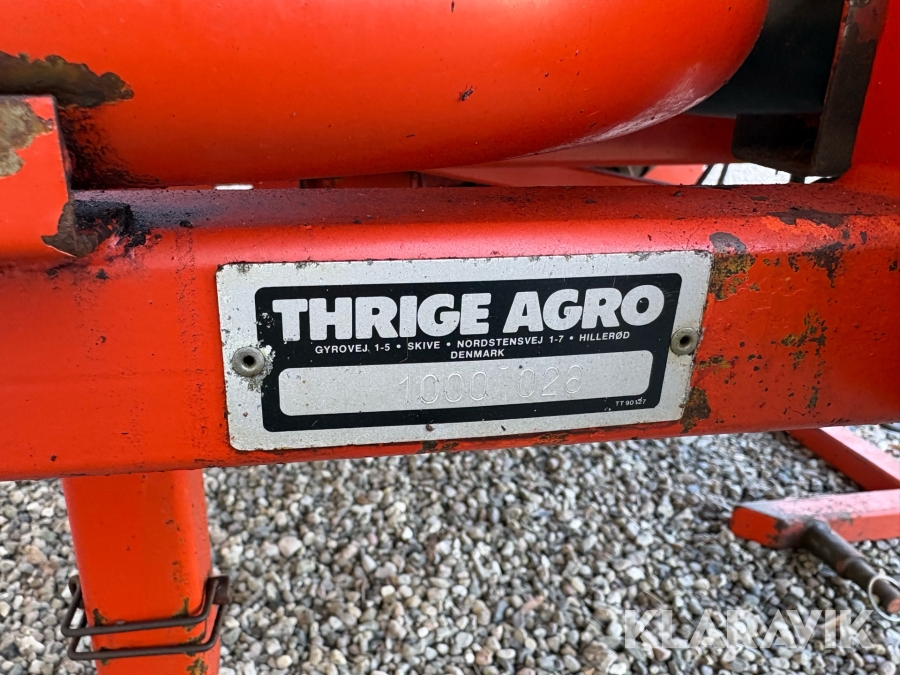 THRIGE AGRO
GYROVEJ 1-5 • SKIVE • NORDSTENSVEJ 1-7 • HILLERØD
DENMARK
TT 90127
KLARAVIK